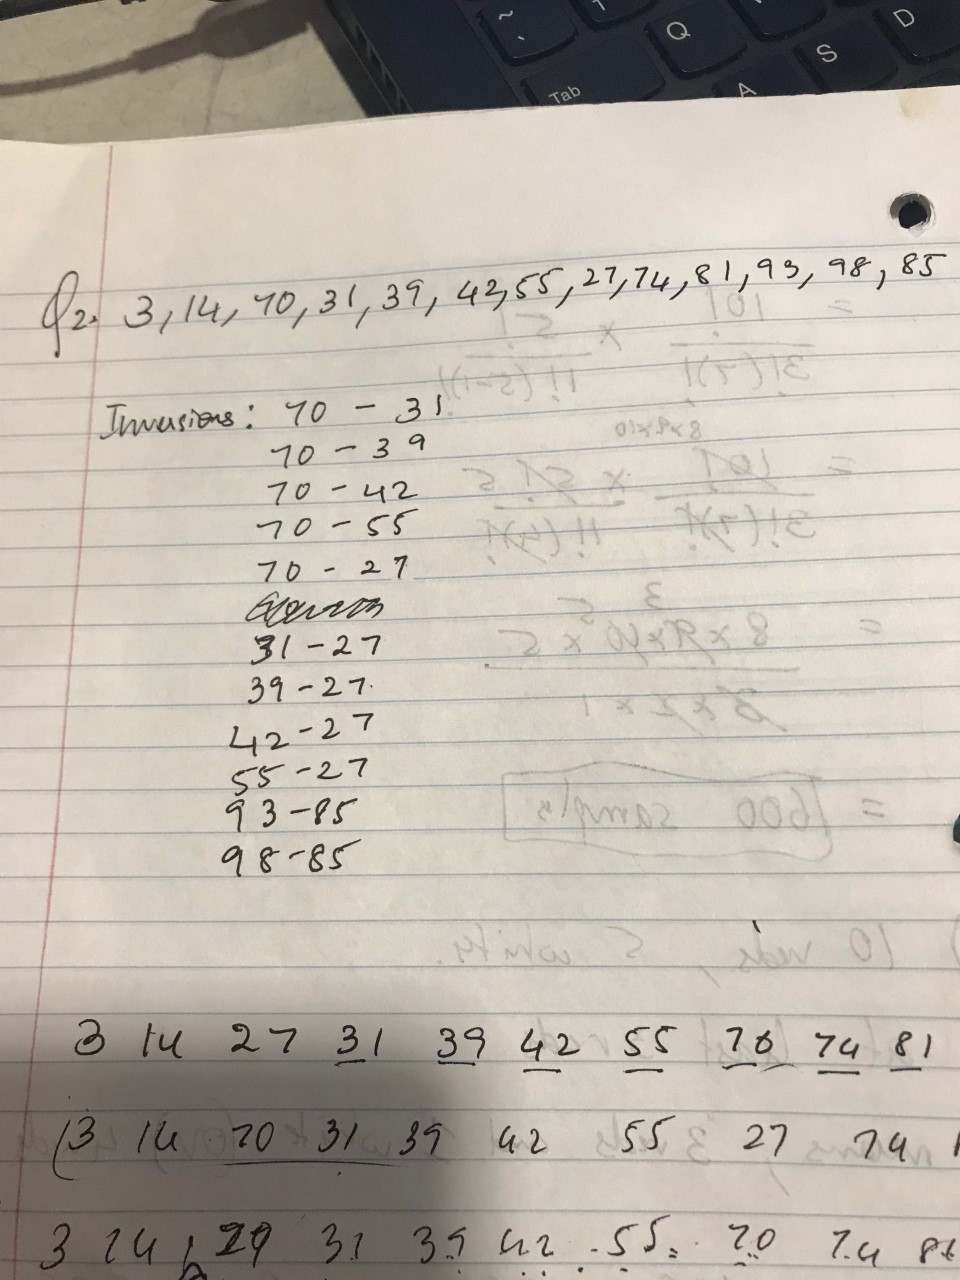 ~
`
1
Q
Tab
A
S
D
Q2. 3, 14, 70, 31, 39, 42, 55, 27, 74, 81, 93, 98, 85
Inversions: 70 - 31
70 - 39
70 - 42
70 - 55
70 - 27
31 - 27
39 - 27
42 - 27
55 - 27
93 - 85
98 - 85
3 14 27 31 39 42 55 70 74 81
(3 14 70 31 39 42 55 27 74
3 14 31 39 42 55 70 74